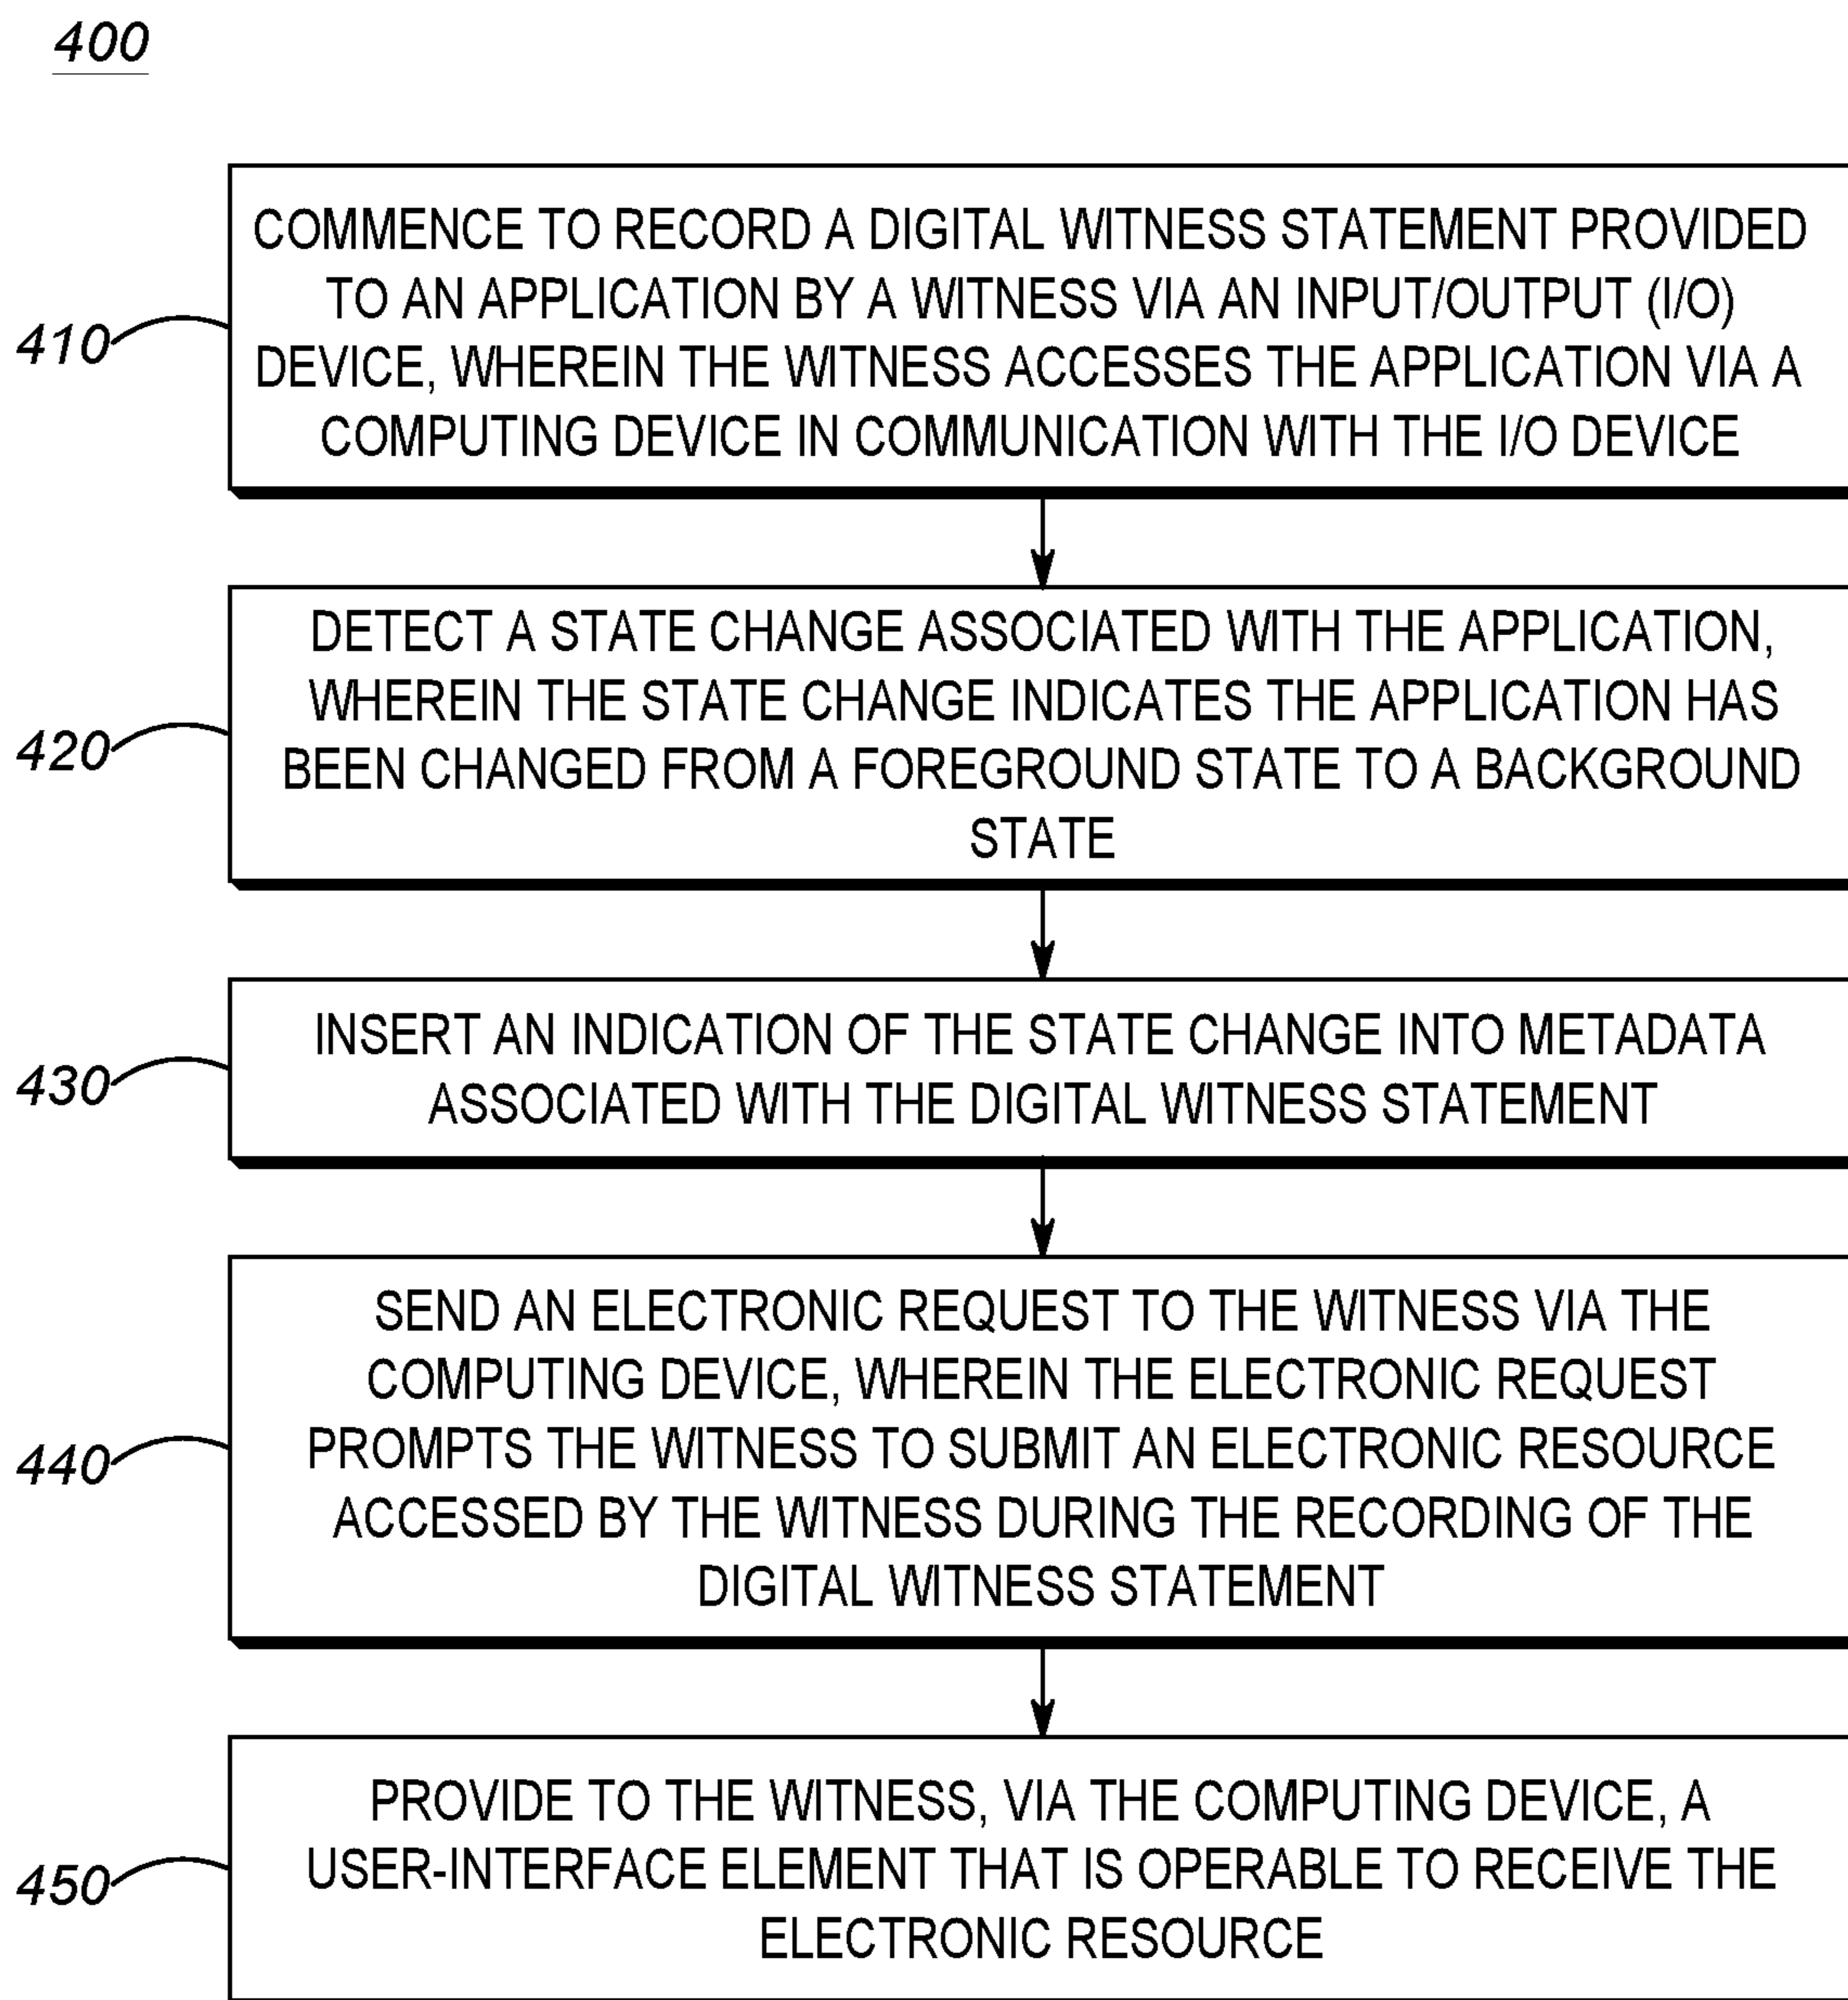 400
410
COMMENCE TO RECORD A DIGITAL WITNESS STATEMENT PROVIDED
TO AN APPLICATION BY A WITNESS VIA AN INPUT/OUTPUT (I/O)
DEVICE, WHEREIN THE WITNESS ACCESSES THE APPLICATION VIA A
COMPUTING DEVICE IN COMMUNICATION WITH THE I/O DEVICE
420
DETECT A STATE CHANGE ASSOCIATED WITH THE APPLICATION,
WHEREIN THE STATE CHANGE INDICATES THE APPLICATION HAS
BEEN CHANGED FROM A FOREGROUND STATE TO A BACKGROUND
STATE
430
INSERT AN INDICATION OF THE STATE CHANGE INTO METADATA
ASSOCIATED WITH THE DIGITAL WITNESS STATEMENT
440
SEND AN ELECTRONIC REQUEST TO THE WITNESS VIA THE
COMPUTING DEVICE, WHEREIN THE ELECTRONIC REQUEST
PROMPTS THE WITNESS TO SUBMIT AN ELECTRONIC RESOURCE
ACCESSED BY THE WITNESS DURING THE RECORDING OF THE
DIGITAL WITNESS STATEMENT
450
PROVIDE TO THE WITNESS, VIA THE COMPUTING DEVICE, A
USER-INTERFACE ELEMENT THAT IS OPERABLE TO RECEIVE THE
ELECTRONIC RESOURCE